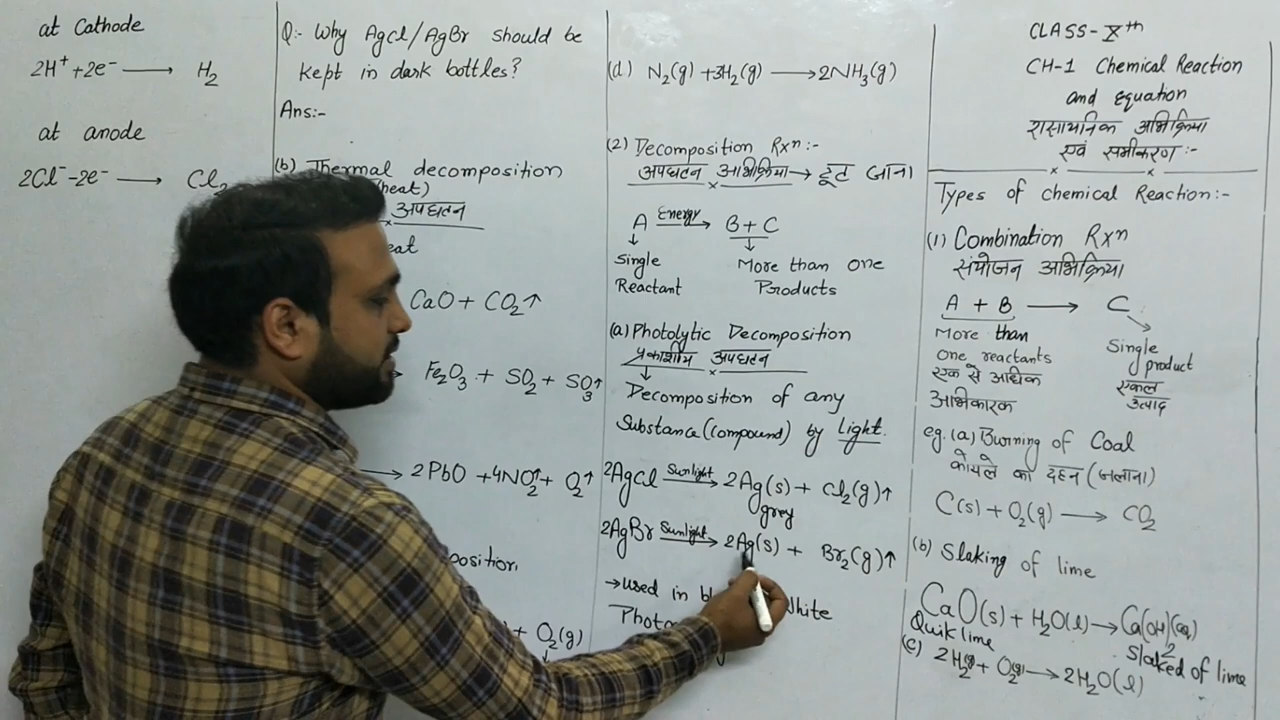 CLASS-Xth
CH-1 Chemical Reaction
and Equation
रासायनिक अभिक्रिया
एवं समीकरण:-
Types of chemical Reaction:-
(1) Combination Rxⁿ
संयोजन अभिक्रिया
A + B ⟶ C
More than
one reactants
एक से अधिक
अभिकारक
Single
product
एकल
उत्पाद
eg. (a) Burning of Coal
कोयले का दहन (जलाना)
C(s) + O₂(g) ⟶ CO₂
(b) Slaking of lime
CaO(s) + H₂O(l) ⟶ Ca(OH)₂(aq)
Quik lime
Slaked of lime
(c) 2H₂(g) + O₂(g) ⟶ 2H₂O(l)
(d) N₂(g) + 3H₂(g) ⟶ 2NH₃(g)
(2) Decomposition Rxⁿ:-
अपघटन अभिक्रिया → टूट जाना
A Energy⟶ B + C
↓ ↓
Single
Reactant
More than One
Products
(a) Photolytic Decomposition
प्रकाशीय अपघटन
↓
Decomposition of any
Substance (compound) by Light.
2AgCl Sunlight⟶ 2Ag(s) + Cl₂(g)↑
grey
2AgBr Sunlight⟶ 2Ag(s) + Br₂(g)↑
→ used in
White
Q:- Why AgCl/AgBr should be
kept in dark bottles?
Ans:-
(b) Thermal decomposition
(heat)
अपघटन
CaO + CO₂↑
Fe₂O₃ + SO₂ + SO₃↑
⟶ 2PbO + 4NO₂↑ + O₂↑
+ O₂(g)
↓
at Cathode
2H⁺ + 2e⁻ ⟶ H₂
at anode
2Cl⁻ - 2e⁻ ⟶ Cl₂